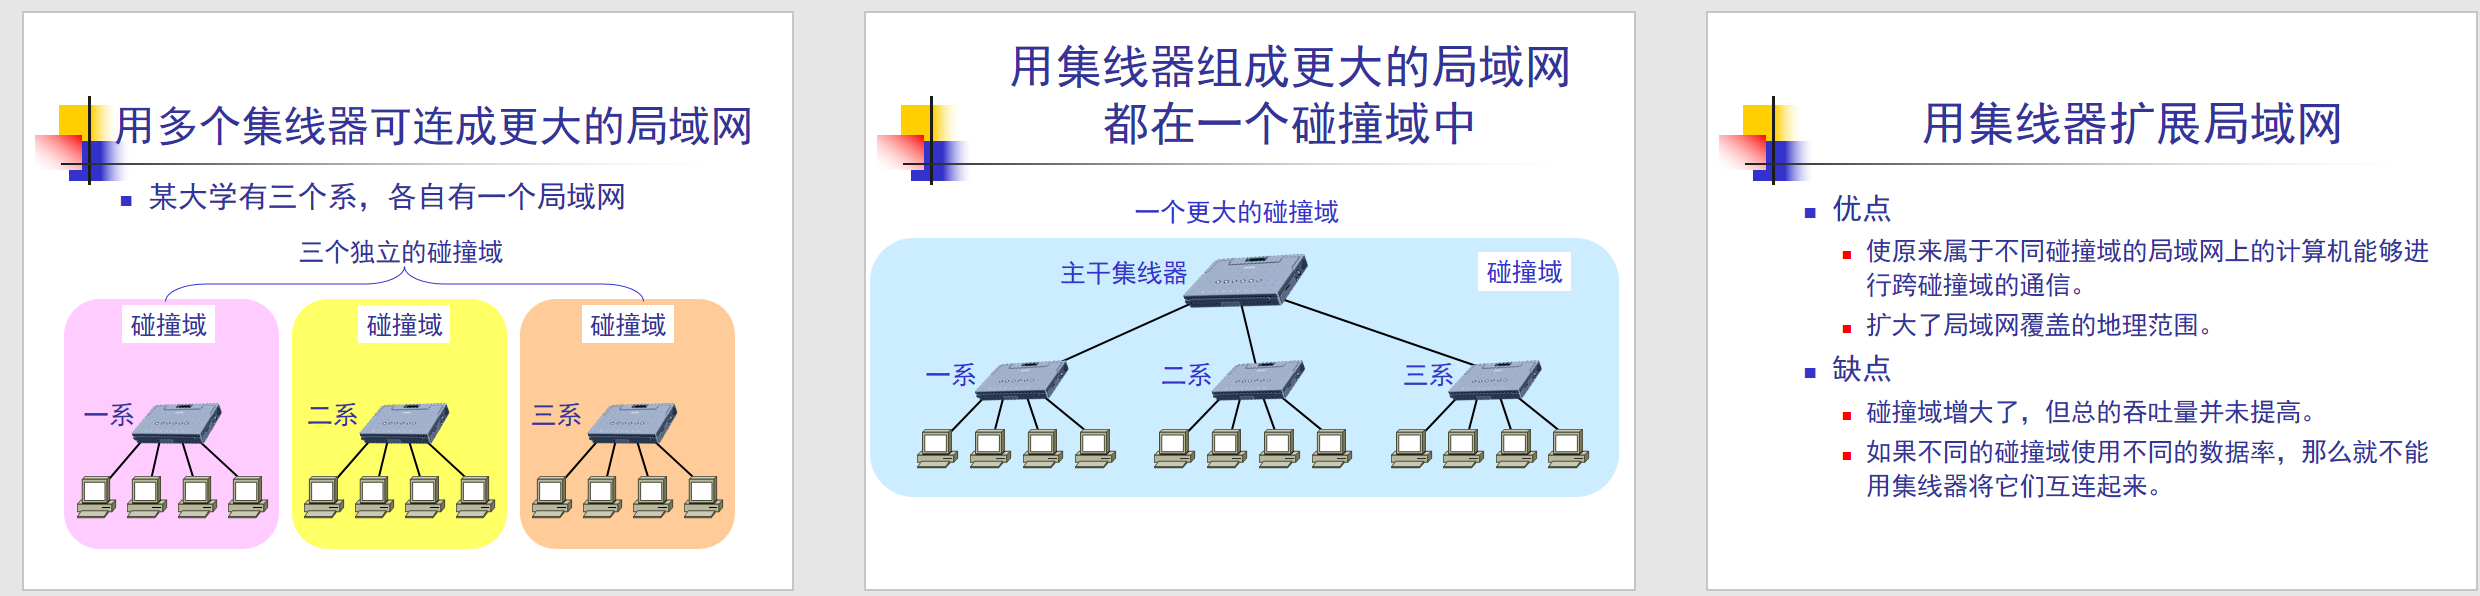 用多个集线器可连成更大的局域网
某大学有三个系，各自有一个局域网
三个独立的碰撞域
碰撞域
碰撞域
碰撞域
一系
二系
三系
用集线器组成更大的局域网
都在一个碰撞域中
一个更大的碰撞域
主干集线器
碰撞域
一系
二系
三系
用集线器扩展局域网
优点
使原来属于不同碰撞域的局域网上的计算机能够进
行跨碰撞域的通信。
扩大了局域网覆盖的地理范围。
缺点
碰撞域增大了，但总的吞吐量并未提高。
如果不同的碰撞域使用不同的数据率，那么就不能
用集线器将它们互连起来。